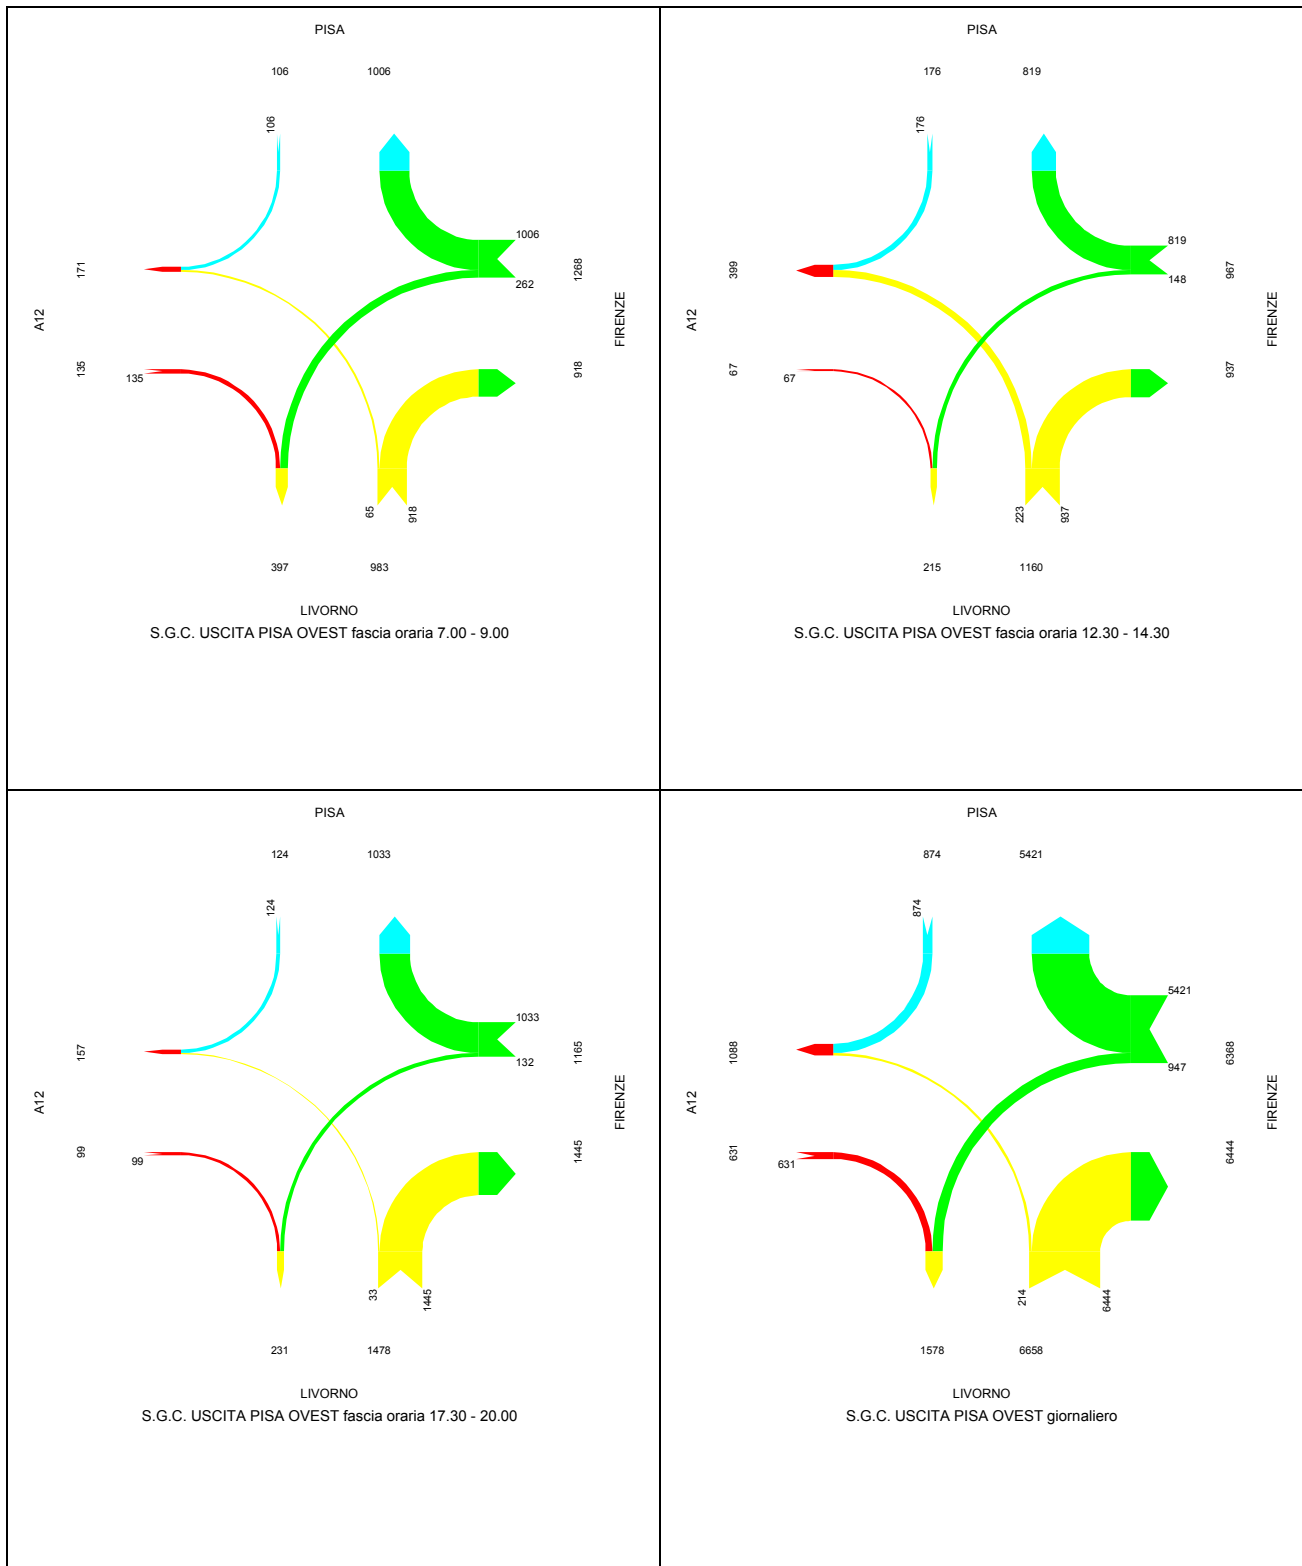 PISA
106 1006
106
1006
262
171
1268
A12
FIRENZE
135
135
918
65
918
397 983
LIVORNO
S.G.C. USCITA PISA OVEST fascia oraria 7.00 - 9.00
PISA
176 819
176
819
148
399
967
A12
FIRENZE
67
67
937
223
937
215 1160
LIVORNO
S.G.C. USCITA PISA OVEST fascia oraria 12.30 - 14.30
PISA
124 1033
124
1033
132
157
1165
A12
FIRENZE
99
99
1445
33
1445
231 1478
LIVORNO
S.G.C. USCITA PISA OVEST fascia oraria 17.30 - 20.00
PISA
874 5421
874
5421
947
1088
6368
A12
FIRENZE
631
631
6444
214
6444
1578 6658
LIVORNO
S.G.C. USCITA PISA OVEST giornaliero